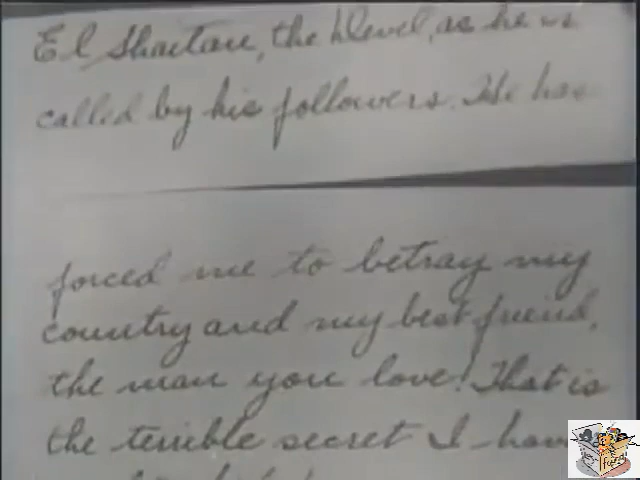 El Shaitan, the Devil, as he is
called by his followers. He has
forced me to betray my
country and my best friend,
the man you love! That is
the terrible secret I have